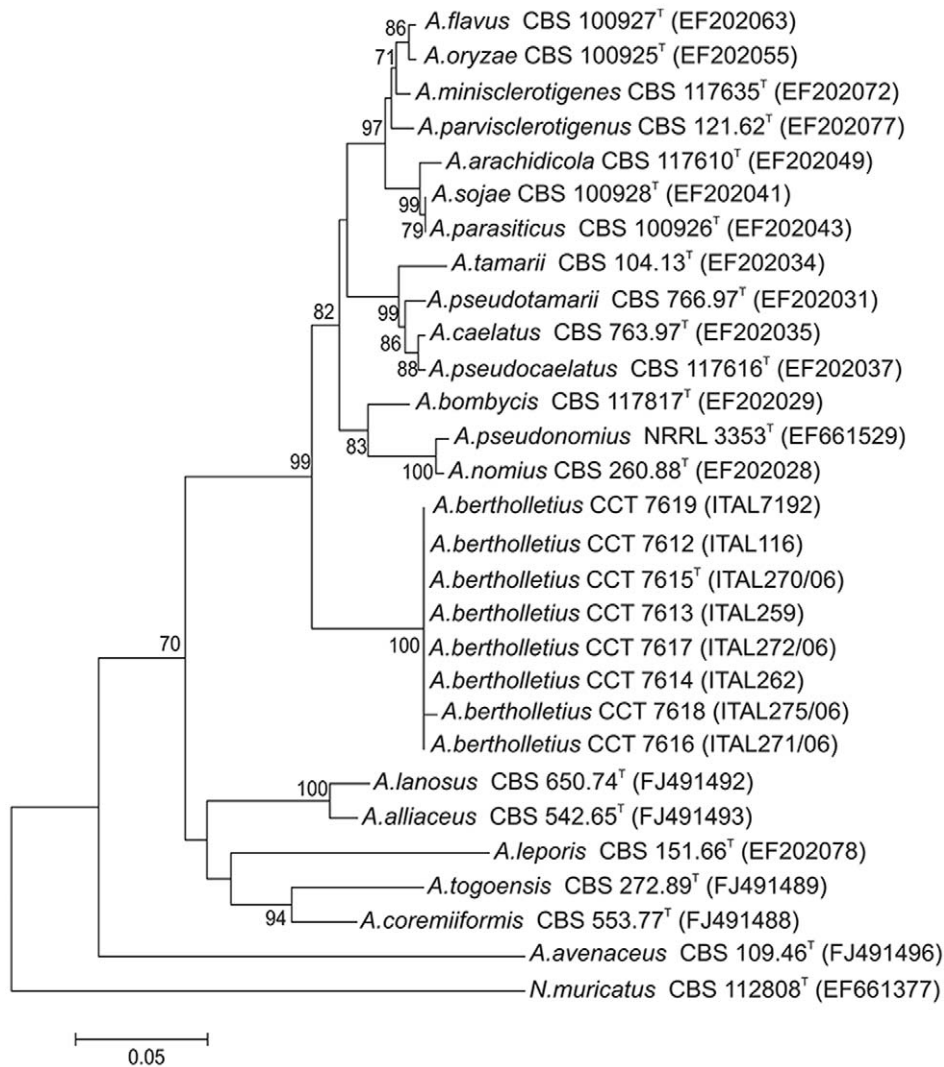 86 A.flavus CBS 100927ᵀ (EF202063)
A.oryzae CBS 100925ᵀ (EF202055)
71
A.minisclerotigenes CBS 117635ᵀ (EF202072)
97 A.parvisclerotigenus CBS 121.62ᵀ (EF202077)
A.arachidicola CBS 117610ᵀ (EF202049)
A.sojae CBS 100928ᵀ (EF202041)
99
79 A.parasiticus CBS 100926ᵀ (EF202043)
A.tamarii CBS 104.13ᵀ (EF202034)
A.pseudotamarii CBS 766.97ᵀ (EF202031)
82 99
A.caelatus CBS 763.97ᵀ (EF202035)
86
88 A.pseudocaelatus CBS 117616ᵀ (EF202037)
A.bombycis CBS 117817ᵀ (EF202029)
A.pseudonomius NRRL 3353ᵀ (EF661529)
83
99 100 A.nomius CBS 260.88ᵀ (EF202028)
A.bertholletius CCT 7619 (ITAL7192)
A.bertholletius CCT 7612 (ITAL116)
A.bertholletius CCT 7615ᵀ (ITAL270/06)
A.bertholletius CCT 7613 (ITAL259)
70 100 A.bertholletius CCT 7617 (ITAL272/06)
A.bertholletius CCT 7614 (ITAL262)
A.bertholletius CCT 7618 (ITAL275/06)
A.bertholletius CCT 7616 (ITAL271/06)
100 A.lanosus CBS 650.74ᵀ (FJ491492)
A.alliaceus CBS 542.65ᵀ (FJ491493)
A.leporis CBS 151.66ᵀ (EF202078)
A.togoensis CBS 272.89ᵀ (FJ491489)
94 A.coremiiformis CBS 553.77ᵀ (FJ491488)
A.avenaceus CBS 109.46ᵀ (FJ491496)
N.muricatus CBS 112808ᵀ (EF661377)
0.05